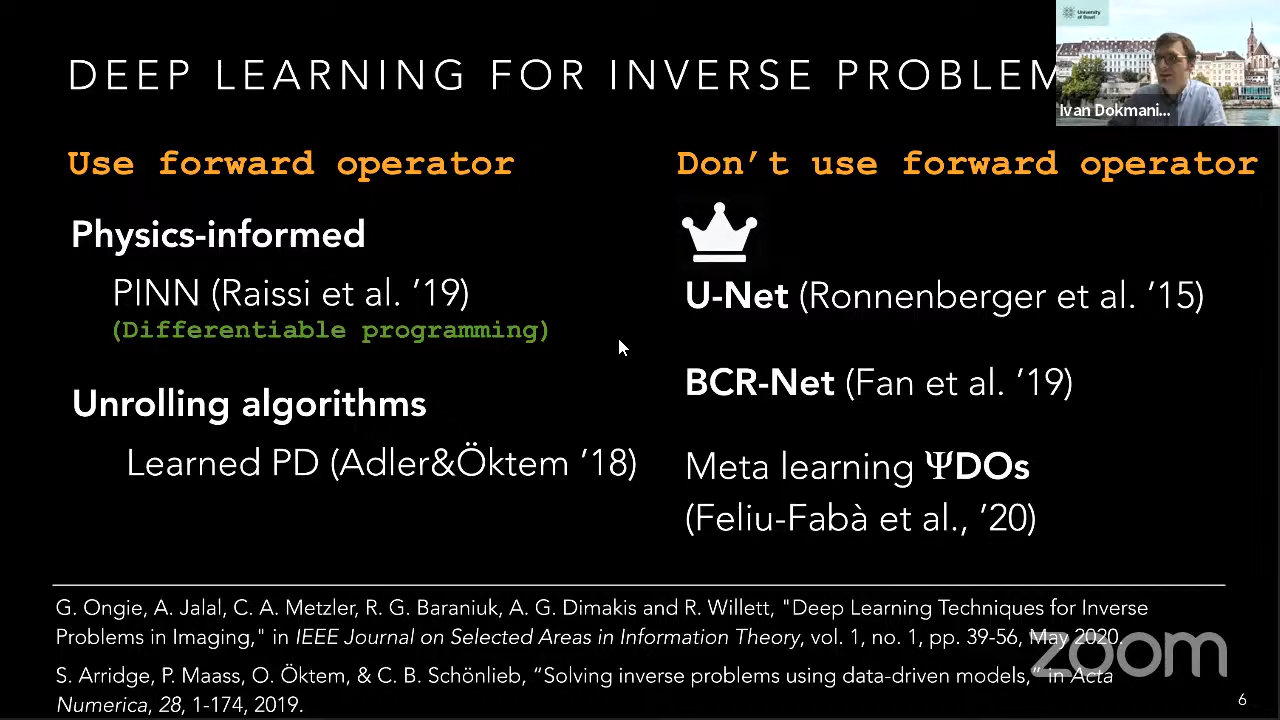 DEEP LEARNING FOR INVERSE PROBLEM
University
of Basel
Ivan Dokmani...
Use forward operator
Don't use forward operator
Physics-informed
PINN (Raissi et al. '19)
(Differentiable programming)
Unrolling algorithms
Learned PD (Adler&Öktem '18)
U-Net (Ronnenberger et al. '15)
BCR-Net (Fan et al. '19)
Meta learning ΨDOs
(Feliu-Fabà et al., '20)
G. Ongie, A. Jalal, C. A. Metzler, R. G. Baraniuk, A. G. Dimakis and R. Willett, "Deep Learning Techniques for Inverse
Problems in Imaging," in IEEE Journal on Selected Areas in Information Theory, vol. 1, no. 1, pp. 39-56, May 2020.
S. Arridge, P. Maass, O. Öktem, & C. B. Schönlieb, “Solving inverse problems using data-driven models,” in Acta
Numerica, 28, 1-174, 2019.
zoom
6